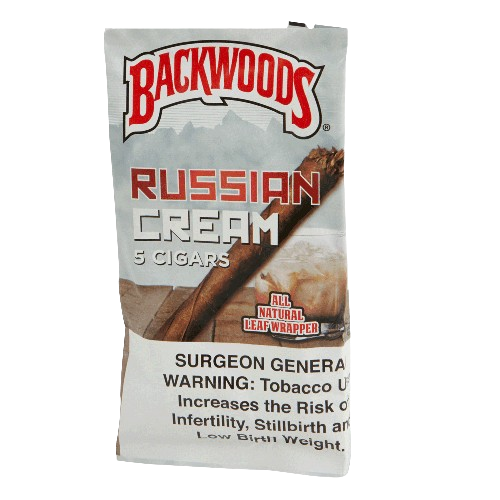 BACKWOODS®
RUSSIAN
CREAM
5 CIGARS
ALL
NATURAL
LEAF WRAPPER
SURGEON GENERA
WARNING: Tobacco U
Increases the Risk o
Infertility, Stillbirth an
Low Birth Weight.